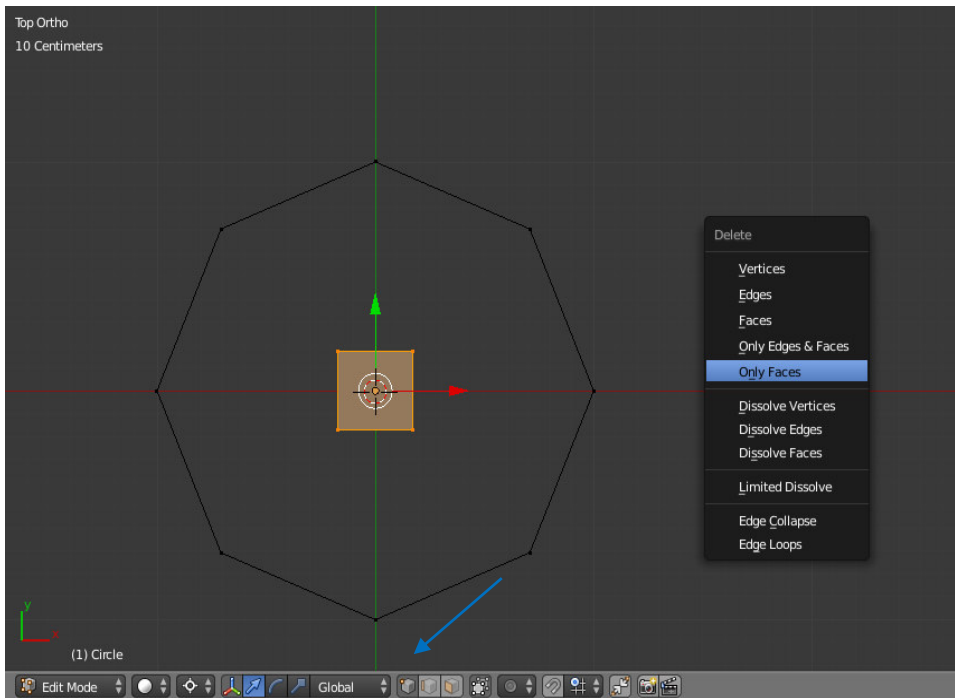 Top Ortho
10 Centimeters
Delete
Vertices
Edges
Faces
Only Edges & Faces
Only Faces
Dissolve Vertices
Dissolve Edges
Dissolve Faces
Limited Dissolve
Edge Collapse
Edge Loops
y
x
(1) Circle
Edit Mode
Global